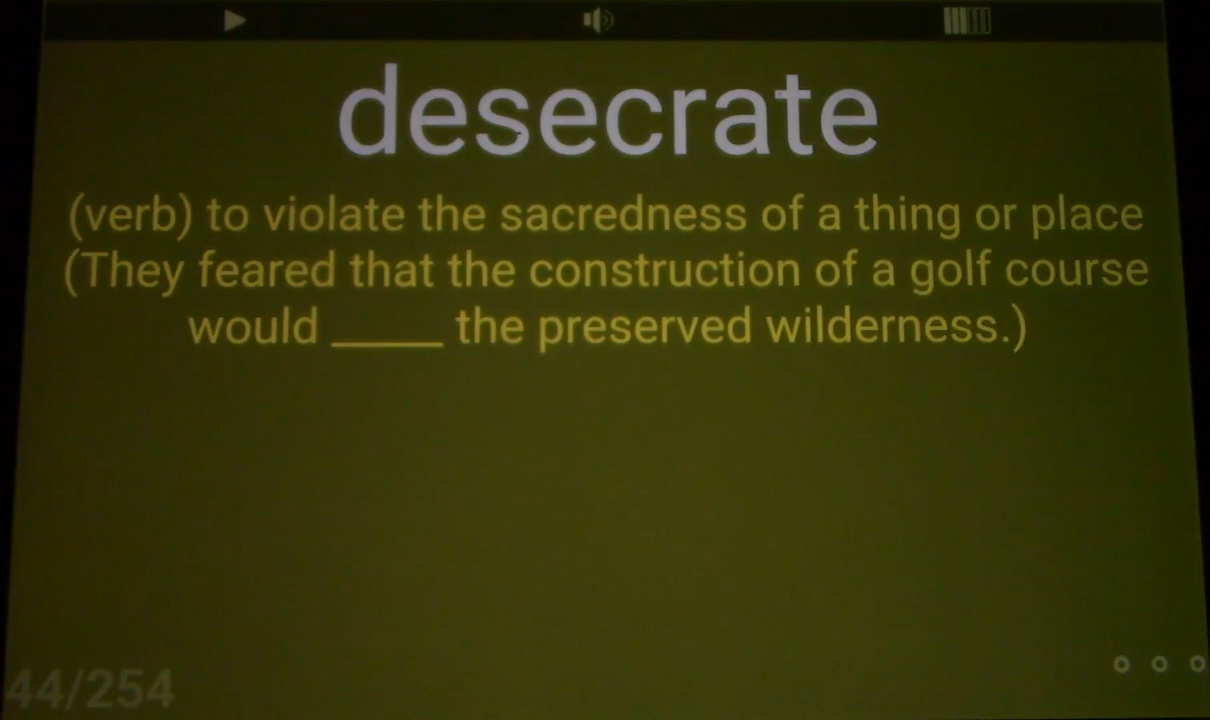 desecrate
(verb) to violate the sacredness of a thing or place
(They feared that the construction of a golf course
would _____ the preserved wilderness.)
44/254